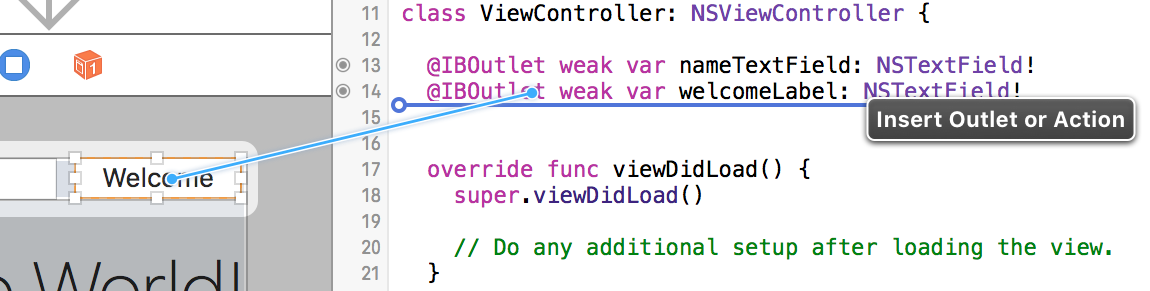 11 class ViewController: NSViewController {
12
13 @IBOutlet weak var nameTextField: NSTextField!
14 @IBOutlet weak var welcomeLabel: NSTextField!
15
Insert Outlet or Action
17 override func viewDidLoad() {
18 super.viewDidLoad()
19
20 // Do any additional setup after loading the view.
21 }
1
Welcome
World!